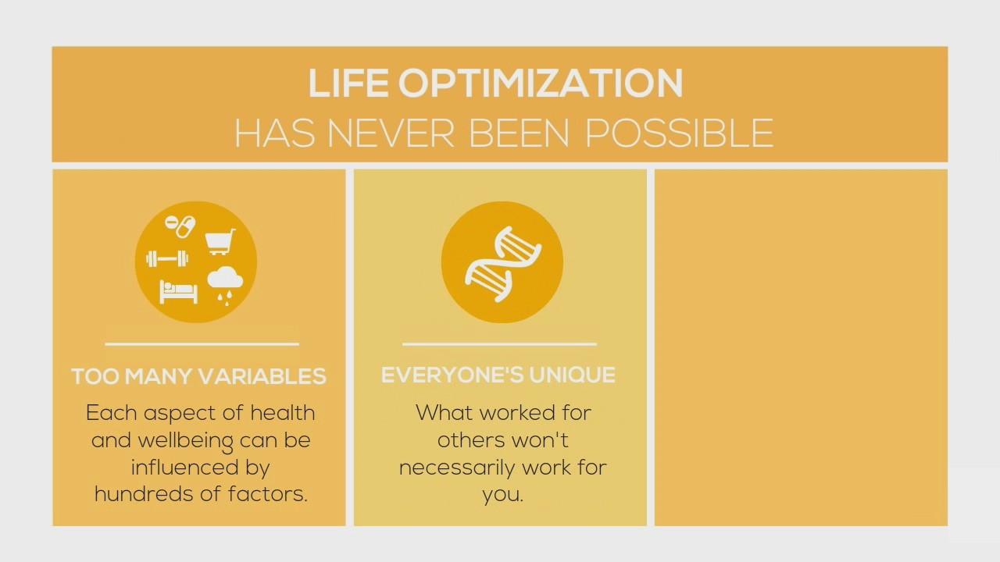 LIFE OPTIMIZATION
HAS NEVER BEEN POSSIBLE
TOO MANY VARIABLES
Each aspect of health
and wellbeing can be
influenced by
hundreds of factors.
EVERYONE'S UNIQUE
What worked for
others won't
necessarily work for
you.